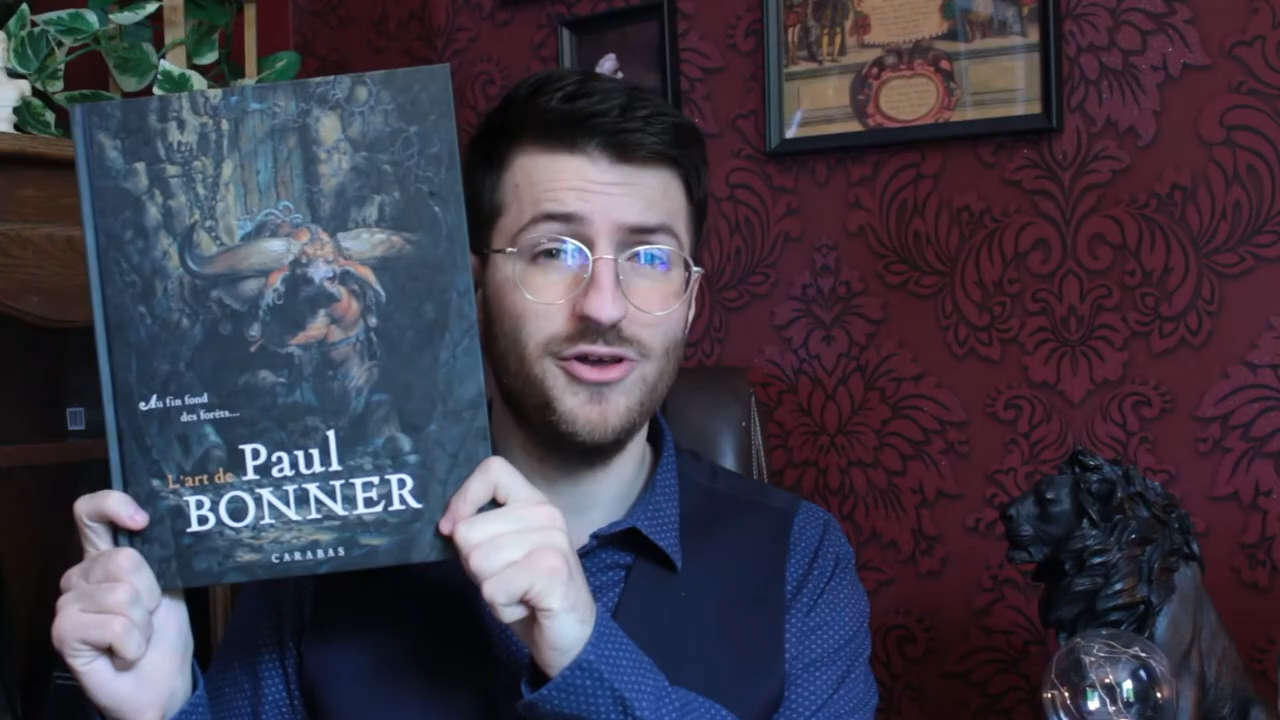 Au fin fond
des forêts...
L'art de Paul
BONNER
CARABAS